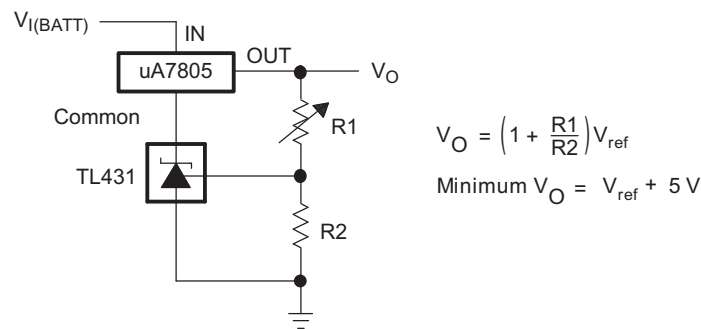 V_I(BATT)
IN
uA7805
OUT
V_O
Common
R1
TL431
R2
V_O = (1 + R1/R2) V_ref
Minimum V_O = V_ref + 5 V